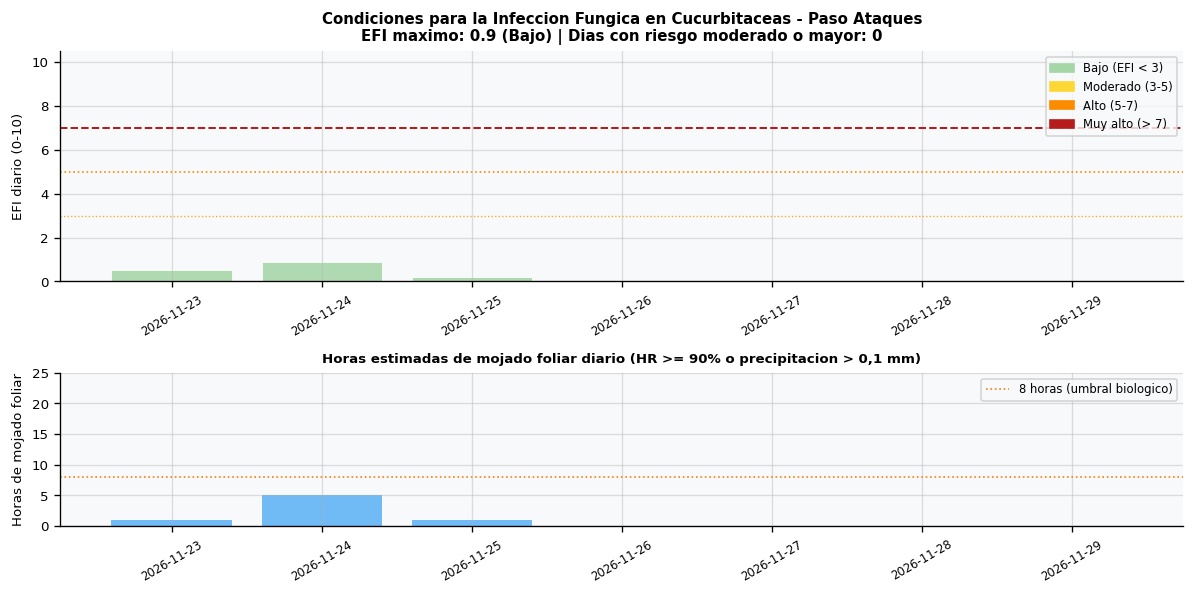 Condiciones para la Infeccion Fungica en Cucurbitaceas - Paso Ataques
EFI maximo: 0.9 (Bajo) | Dias con riesgo moderado o mayor: 0
EFI diario (0-10)
10
8
6
4
2
0
Bajo (EFI < 3)
Moderado (3-5)
Alto (5-7)
Muy alto (> 7)
2026-11-23
2026-11-24
2026-11-25
2026-11-26
2026-11-27
2026-11-28
2026-11-29
Horas estimadas de mojado foliar diario (HR >= 90% o precipitacion > 0,1 mm)
Horas de mojado foliar
25
20
15
10
5
0
8 horas (umbral biologico)
2026-11-23
2026-11-24
2026-11-25
2026-11-26
2026-11-27
2026-11-28
2026-11-29